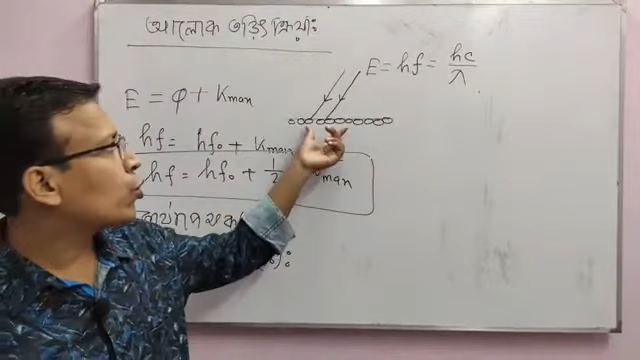 আলোক তড়িৎ ক্রিয়া:
E = hf = hc/λ
E = φ + Kmax
hf = hf₀ + Kmax
hf = hf₀ + 1/2
max